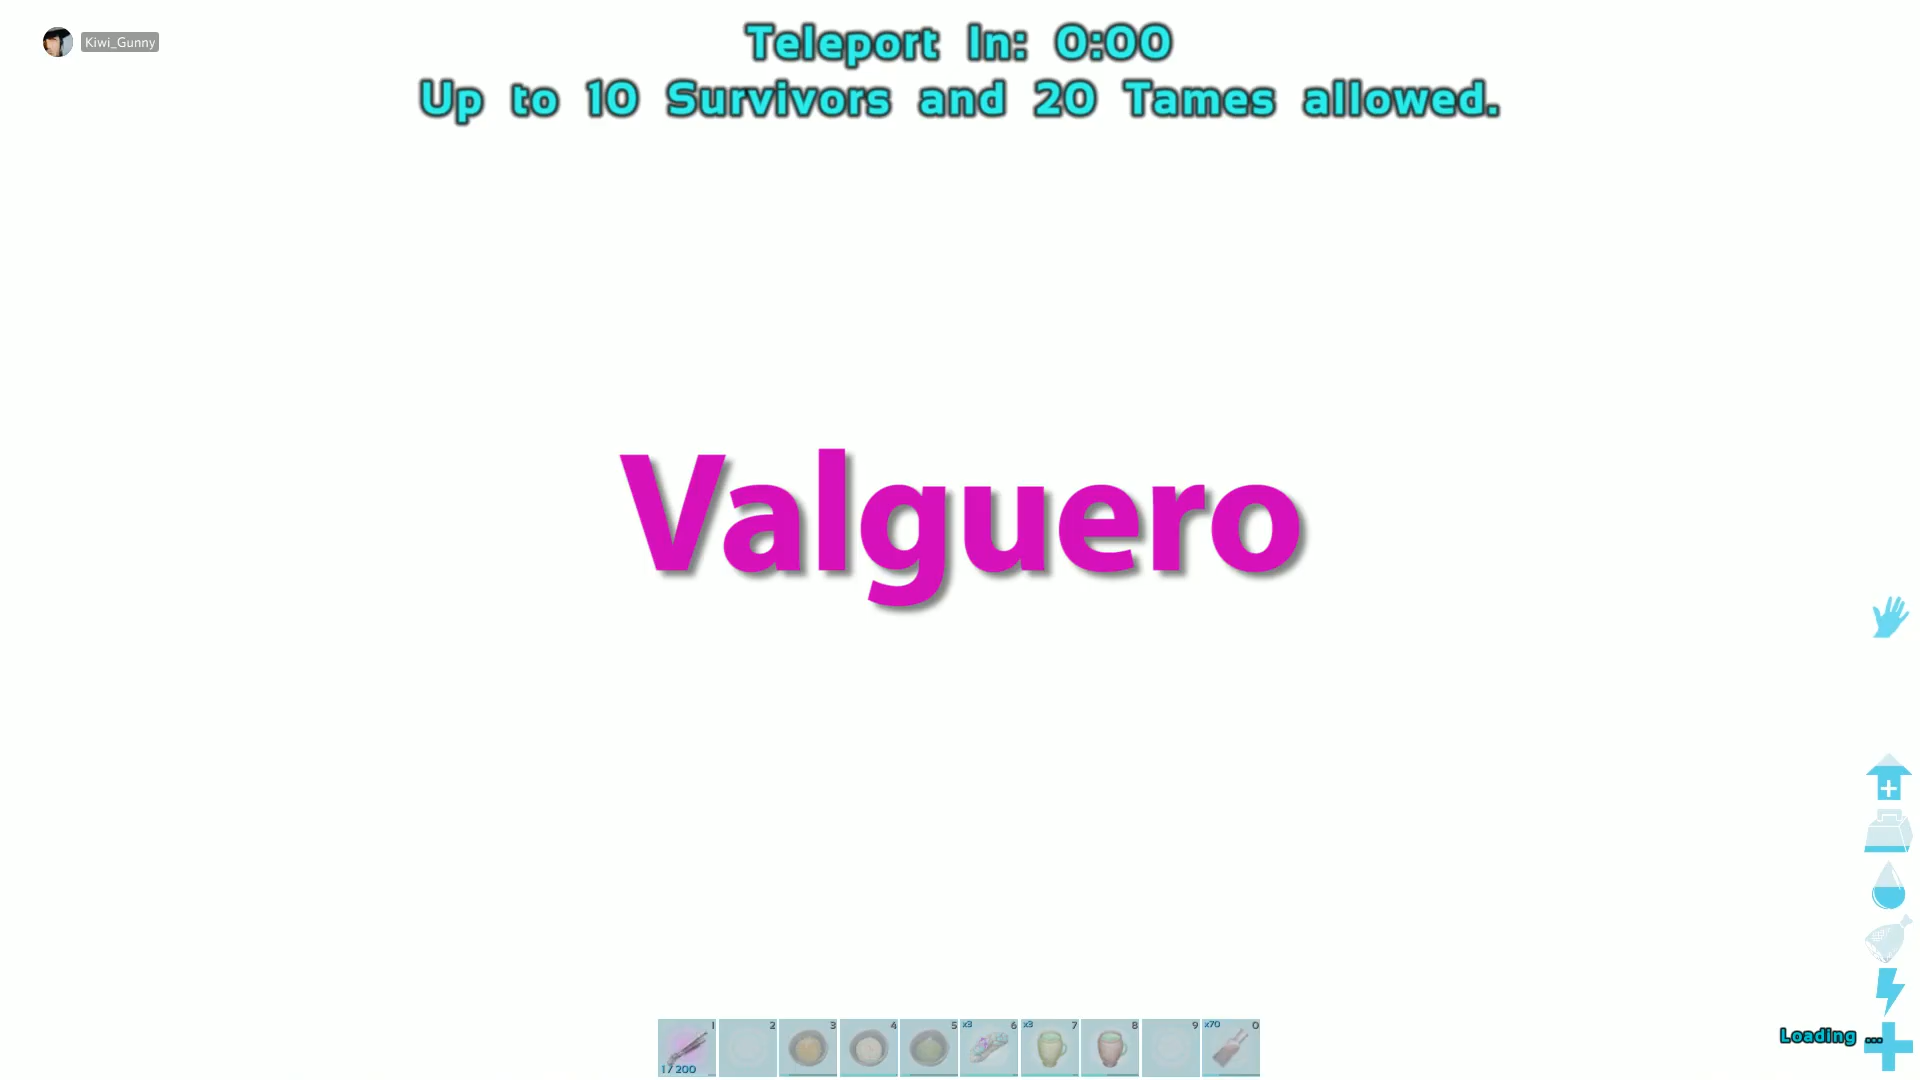 Kiwi_Gunny
Teleport In: 0:00
Up to 10 Survivors and 20 Tames allowed.
Valguero
Loading ...
1 2 3 4 5 x3 6 x3 7 8 9 x70 0
1 / 200